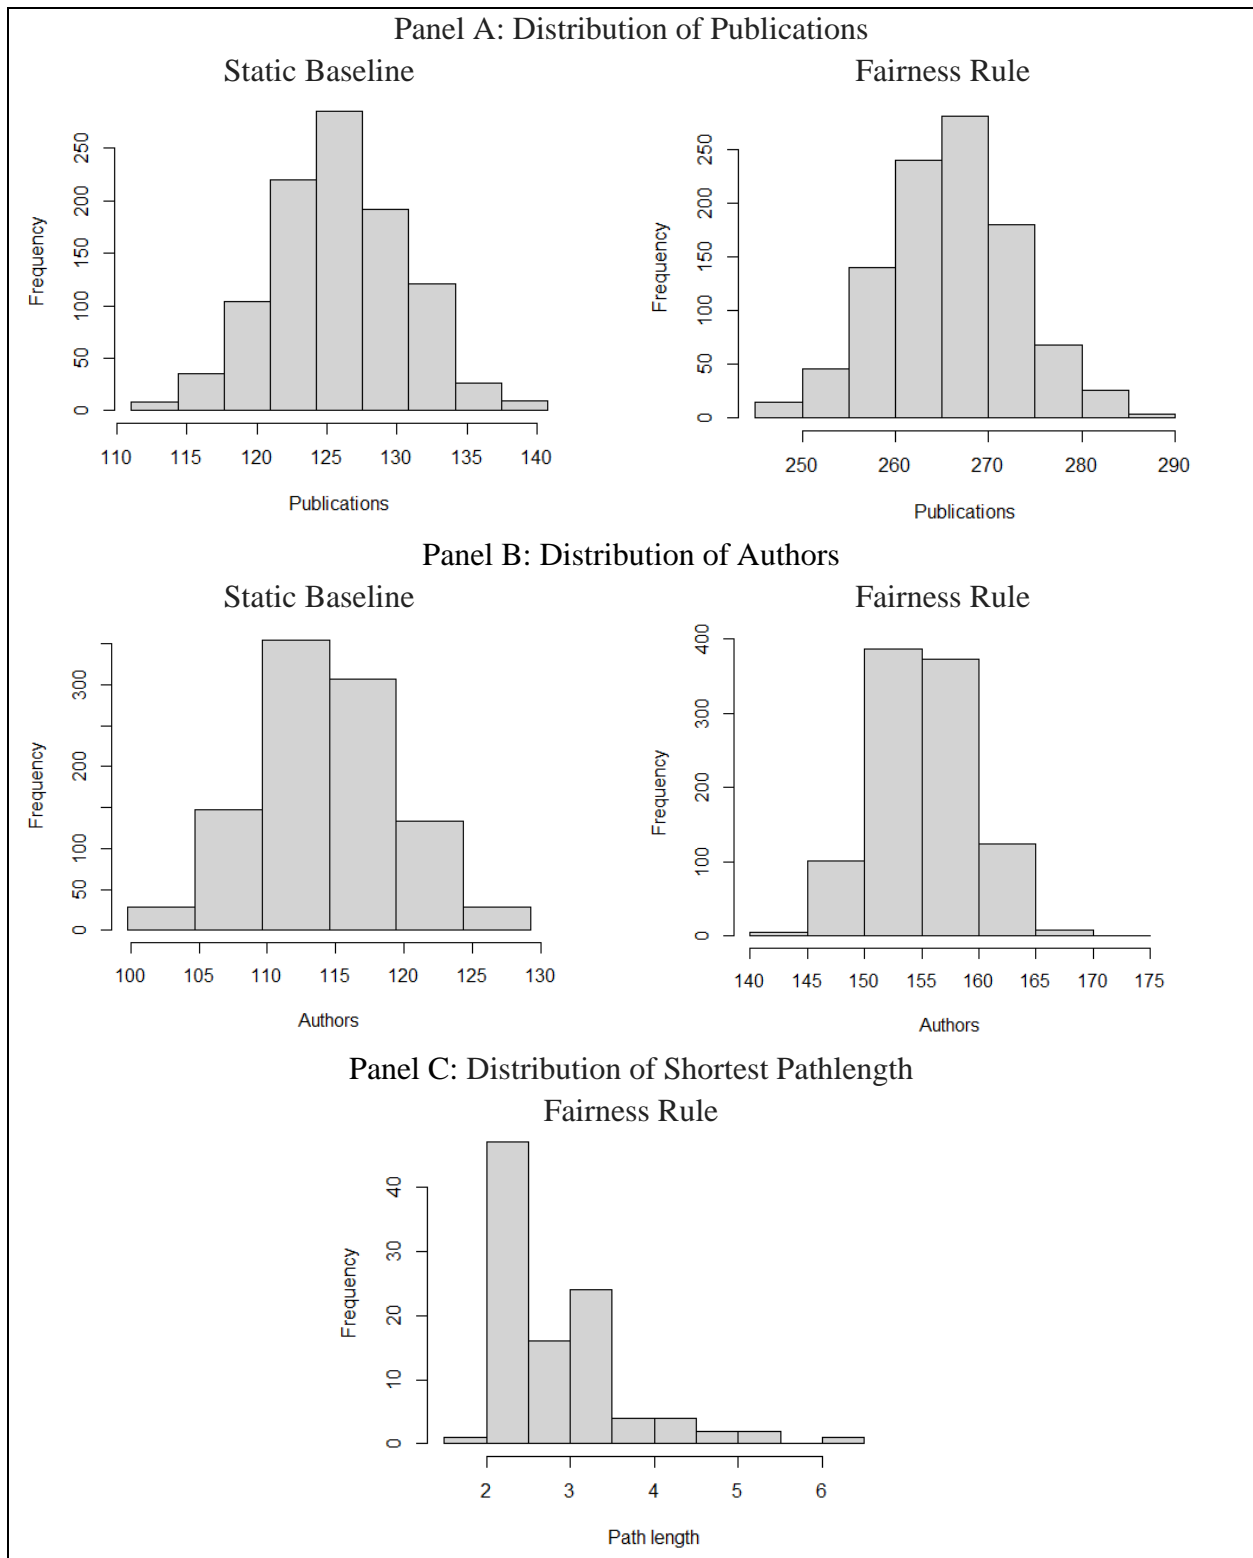 Panel A: Distribution of Publications
Static Baseline
Fairness Rule
Frequency
0
50
100
150
200
250
110 115 120 125 130 135 140
Publications
Frequency
0
50
100
150
200
250
250 260 270 280 290
Publications
Panel B: Distribution of Authors
Static Baseline
Fairness Rule
Frequency
0
50
100
200
300
100 105 110 115 120 125 130
Authors
Frequency
0
100
200
300
400
140 145 150 155 160 165 170 175
Authors
Panel C: Distribution of Shortest Pathlength
Fairness Rule
Frequency
0
10
20
30
40
2 3 4 5 6
Path length